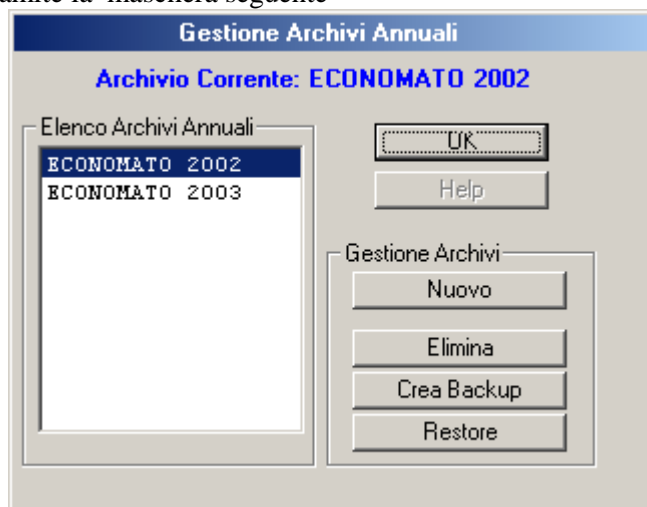 amite la maschera seguente
Gestione Archivi Annuali
Archivio Corrente: ECONOMATO 2002
Elenco Archivi Annuali
ECONOMATO 2002
ECONOMATO 2003
OK
Help
Gestione Archivi
Nuovo
Elimina
Crea Backup
Restore